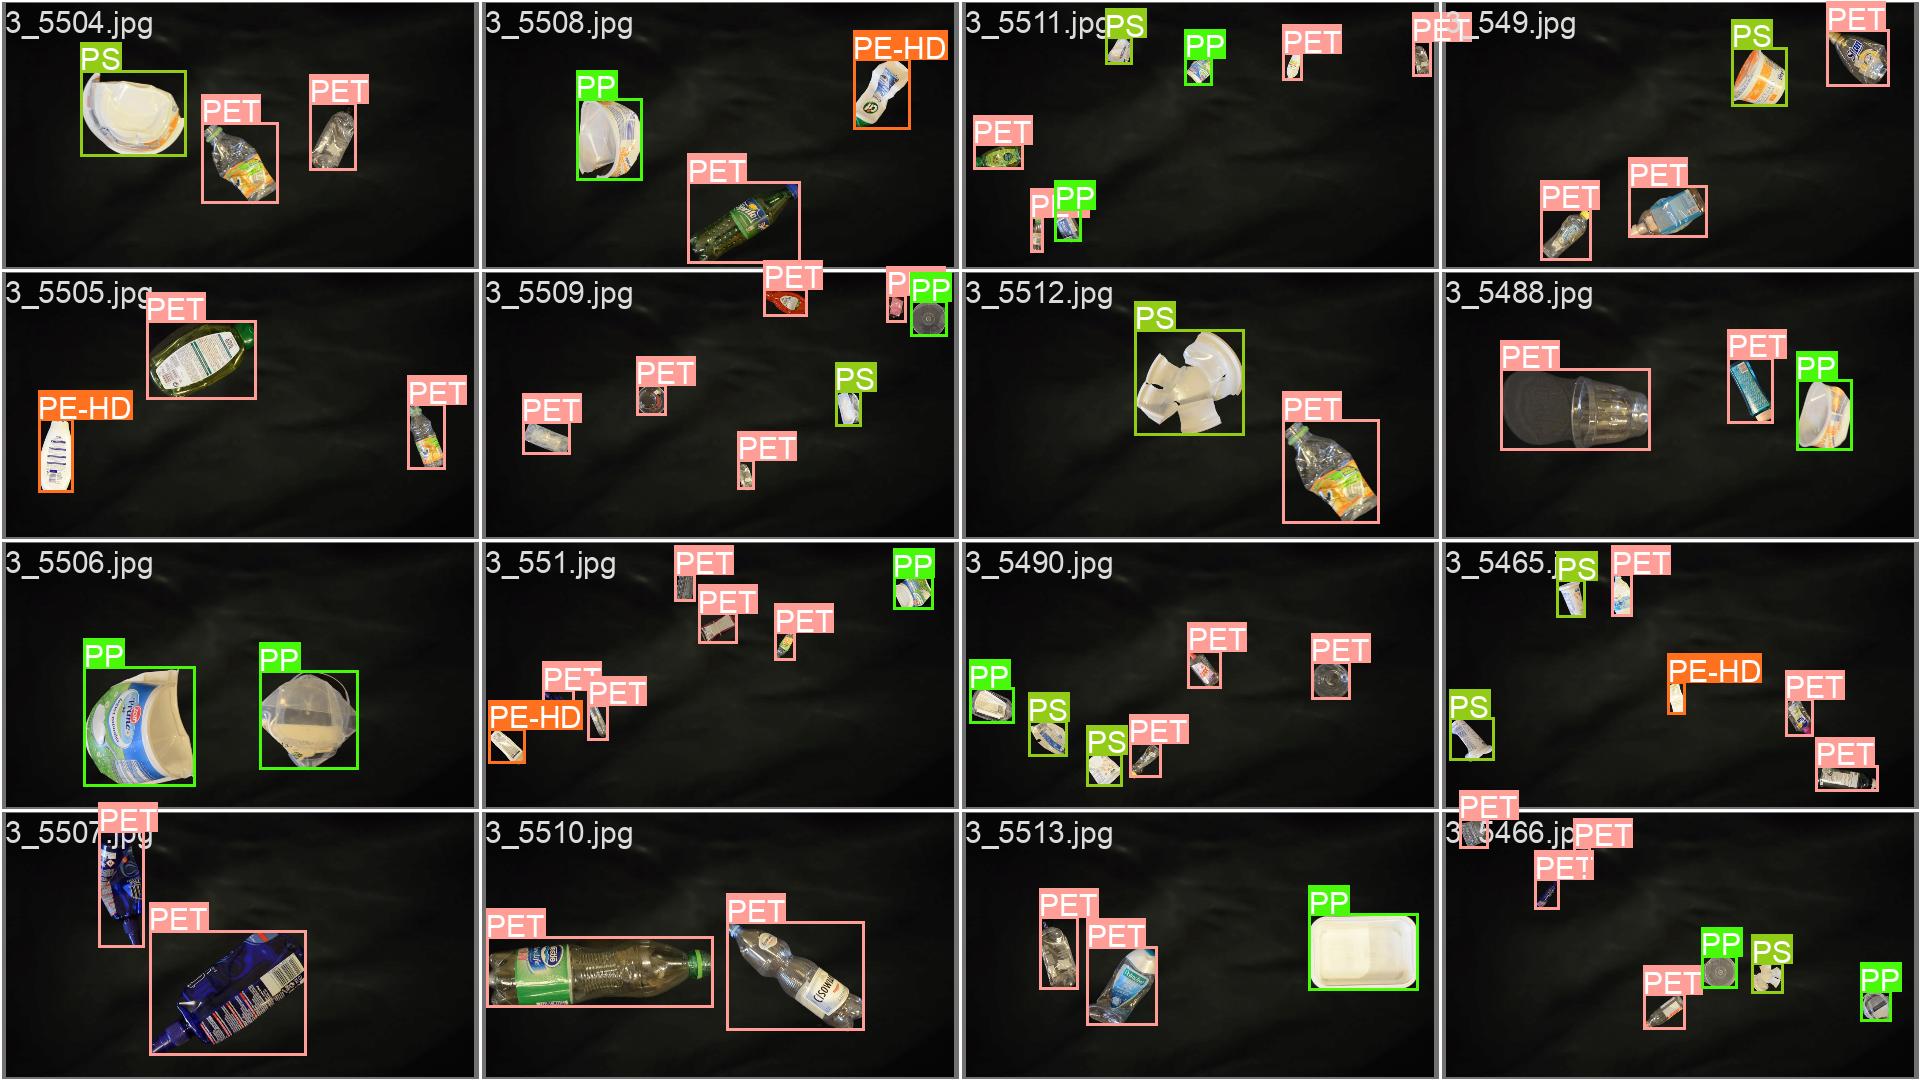 3_5504.jpg
PS
PET
PET
3_5508.jpg
PP
PE-HD
PET
3_5511.jpg
PS
PP
PET
PET
PET
PP
3_549.jpg
PS
PET
PET
PET
3_5505.jpg
PET
PE-HD
PET
3_5509.jpg
PET
PP
PET
PS
PET
PET
3_5512.jpg
PS
PET
3_5488.jpg
PET
PET
PP
3_5506.jpg
PP
PP
3_551.jpg
PET
PP
PET
PET
PET
PET
PE-HD
3_5490.jpg
PET
PET
PP
PS
PS
PET
3_5465.
PS
PET
PE-HD
PET
PS
PET
3_5507.jpg
PET
PET
3_5510.jpg
PET
PET
CISOWIANKA
3_5513.jpg
PET
PET
PP
3_5466.jp
PET
PET
PET
PP
PS
PET
PP